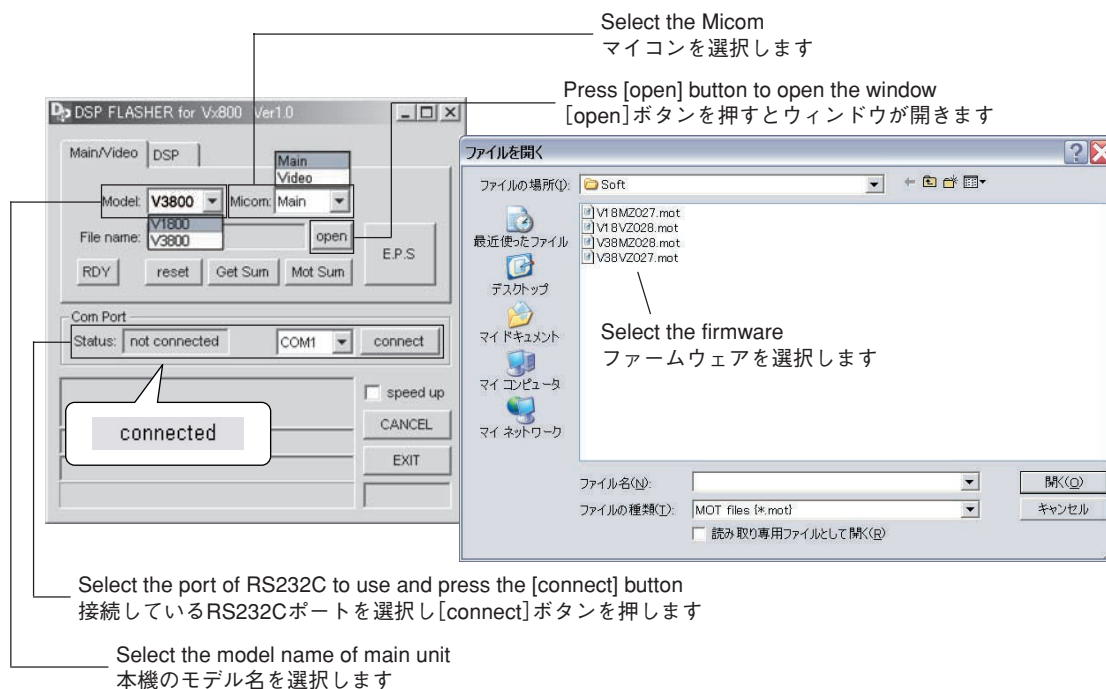 Select the Micom
マイコンを選択します
Press [open] button to open the window
[open]ボタンを押すとウィンドウが開きます
DSP FLASHER for Vx800 Ver1.0
Main/Video DSP
Main
Video
Model: V3800 Micom: Main
V1800
V3800
File name: open
E.P.S
RDY reset Get Sum Mot Sum
Com Port
Status: not connected COM1 connect
connected
speed up
CANCEL
EXIT
ファイルを開く
ファイルの場所(I): Soft
V18MZ027.mot
V18VZ028.mot
V38MZ028.mot
V38VZ027.mot
最近使ったファイル
デスクトップ
マイ ドキュメント
マイ コンピュータ
マイ ネットワーク
Select the firmware
ファームウェアを選択します
ファイル名(N): 開く(O)
ファイルの種類(T): MOT files {*.mot} キャンセル
読み取り専用ファイルとして開く(R)
Select the port of RS232C to use and press the [connect] button
接続しているRS232Cポートを選択し[connect]ボタンを押します
Select the model name of main unit
本機のモデル名を選択します